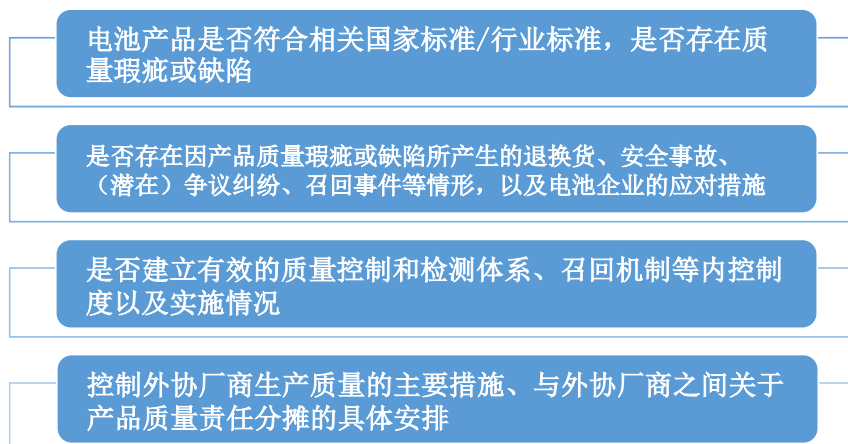 电池产品是否符合相关国家标准/行业标准，是否存在质
量瑕疵或缺陷
是否存在因产品质量瑕疵或缺陷所产生的退换货、安全事故、
（潜在）争议纠纷、召回事件等情形，以及电池企业的应对措施
是否建立有效的质量控制和检测体系、召回机制等内控制
度以及实施情况
控制外协厂商生产质量的主要措施、与外协厂商之间关于
产品质量责任分摊的具体安排